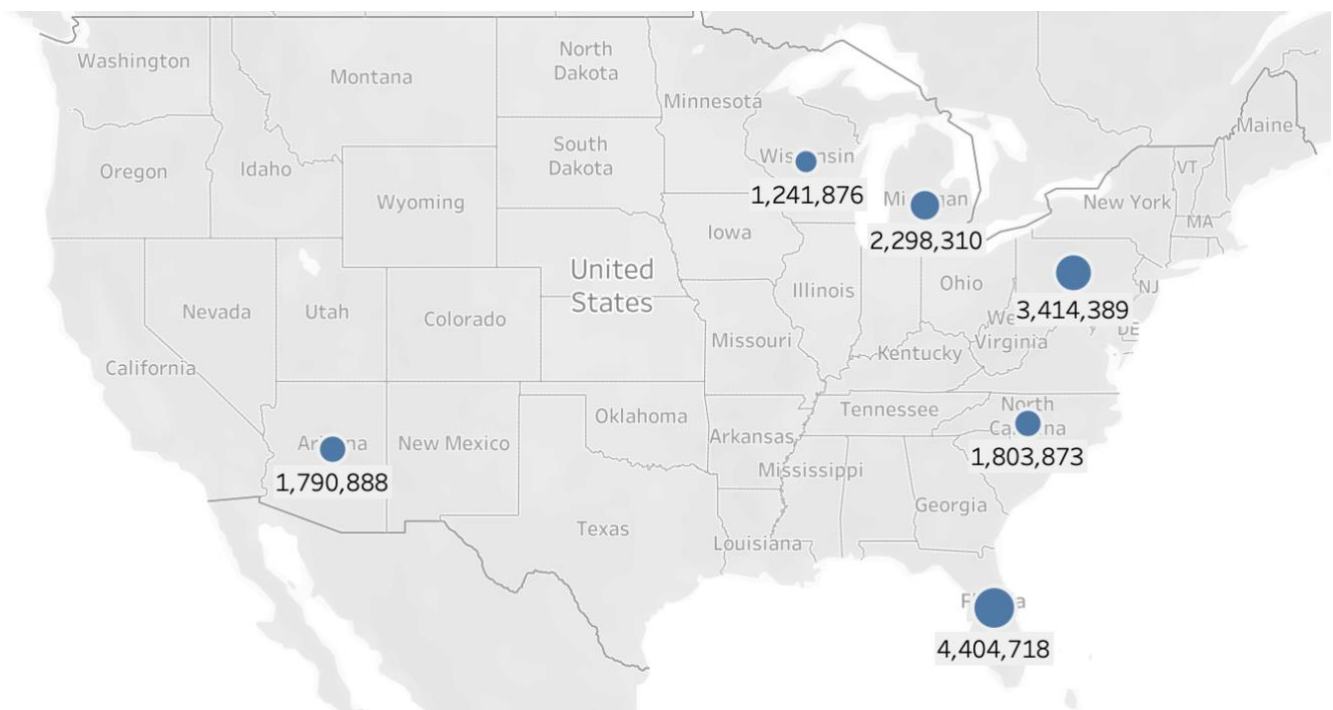 Washington
Montana
North
Dakota
Minnesota
Maine
Oregon
Idaho
South
Dakota
VT
Wyoming
1,241,876
New York
MA
2,298,310
Iowa
United
States
Nevada
Utah
Colorado
Illinois
Ohio
NJ
3,414,389
DE
Missouri
Virginia
Kentucky
California
Oklahoma
Tennessee
North
Arkansas
New Mexico
1,803,873
1,790,888
Mississippi
Georgia
Texas
Louisiana
4,404,718